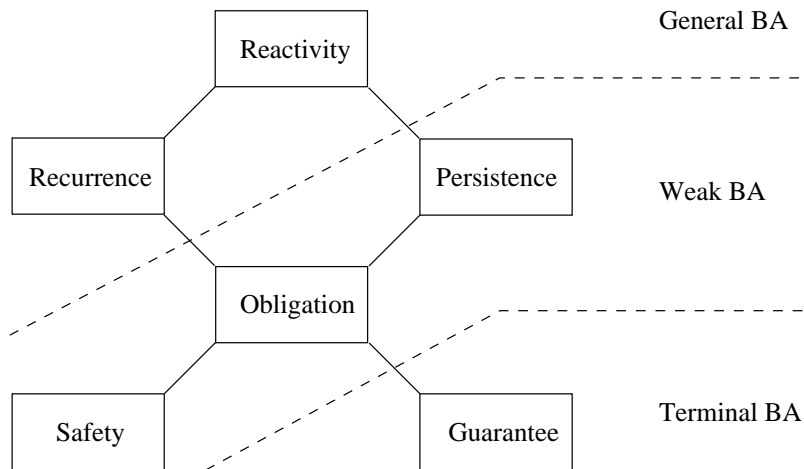 General BA
Reactivity
Recurrence
Persistence
Weak BA
Obligation
Safety
Guarantee
Terminal BA